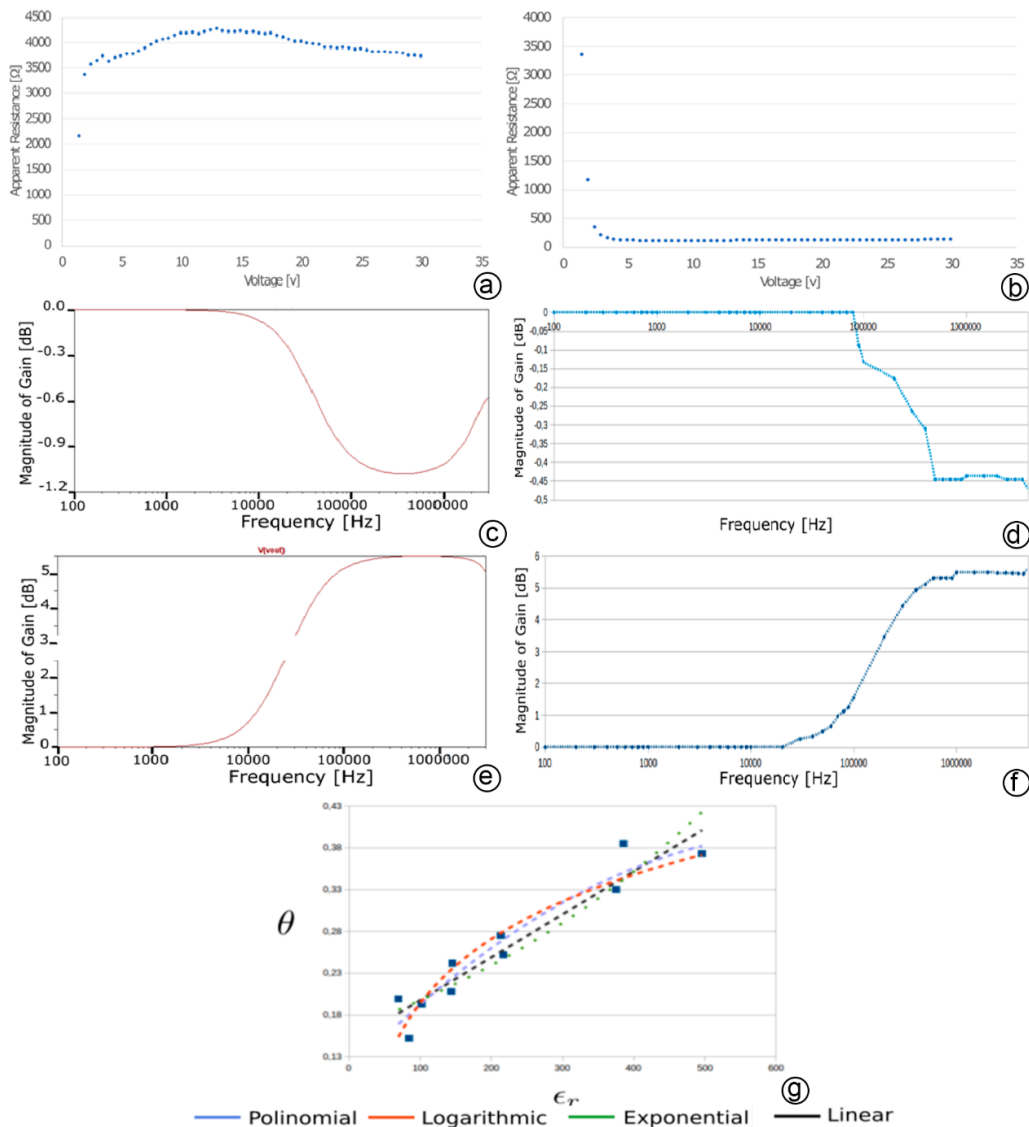 Apparent Resistance [Ω]
4500
4000
3500
3000
2500
2000
1500
1000
500
0
0 5 10 15 20 25 30 35
Voltage [v]
a
Apparent Resistance [Ω]
4000
3500
3000
2500
2000
1500
1000
500
0
0 5 10 15 20 25 30 35
Voltage [v]
b
Magnitude of Gain [dB]
0.0
-0.3
-0.6
-0.9
-1.2
100 1000 10000 100000 1000000
Frequency [Hz]
c
Magnitude of Gain [dB]
0
-0,05
-0,1
-0,15
-0,2
-0,25
-0,3
-0,35
-0,4
-0,45
-0,5
100 1000 10000 100000 1000000
Frequency [Hz]
d
V(vout)
Magnitude of Gain [dB]
5
4
3
2
1
0
100 1000 10000 100000 1000000
Frequency [Hz]
e
Magnitude of Gain [dB]
6
5
4
3
2
1
0
100 1000 10000 100000 1000000
Frequency [Hz]
f
θ
0,43
0,38
0,33
0,28
0,23
0,18
0,13
0 100 200 300 400 500 600
ϵr
g
Polinomial Logarithmic Exponential Linear